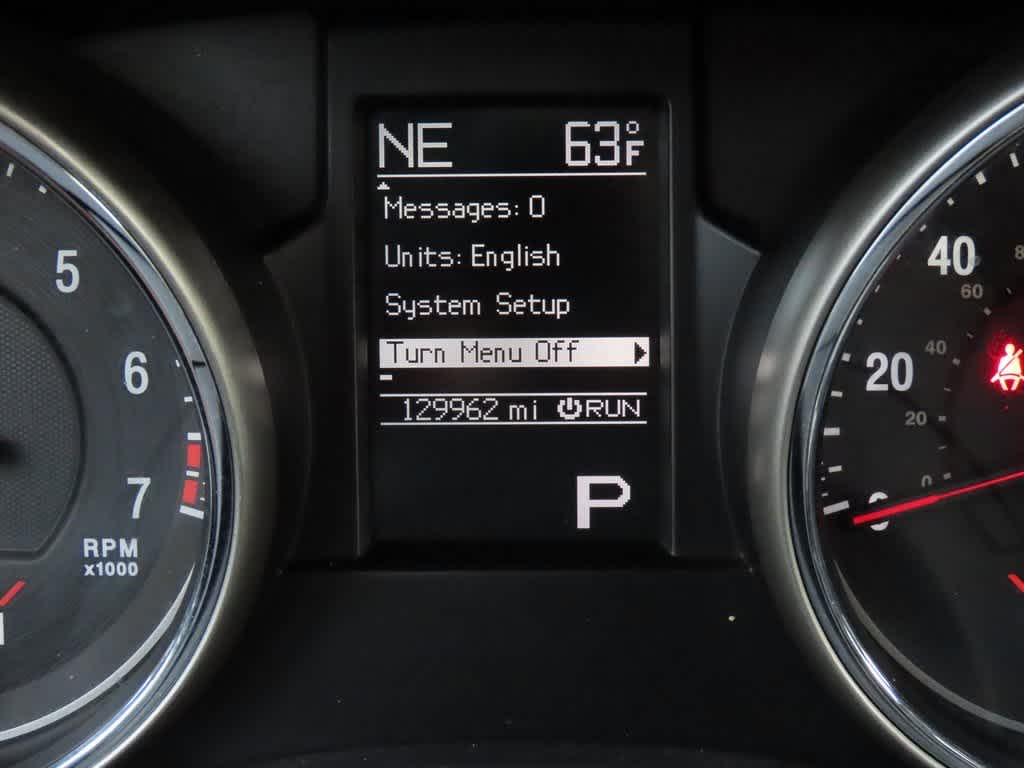 NE 63°F
Messages: 0
Units: English
System Setup
Turn Menu Off
129962 mi RUN
P
5
6
7
RPM
x1000
40
60
20
40
20
0
0